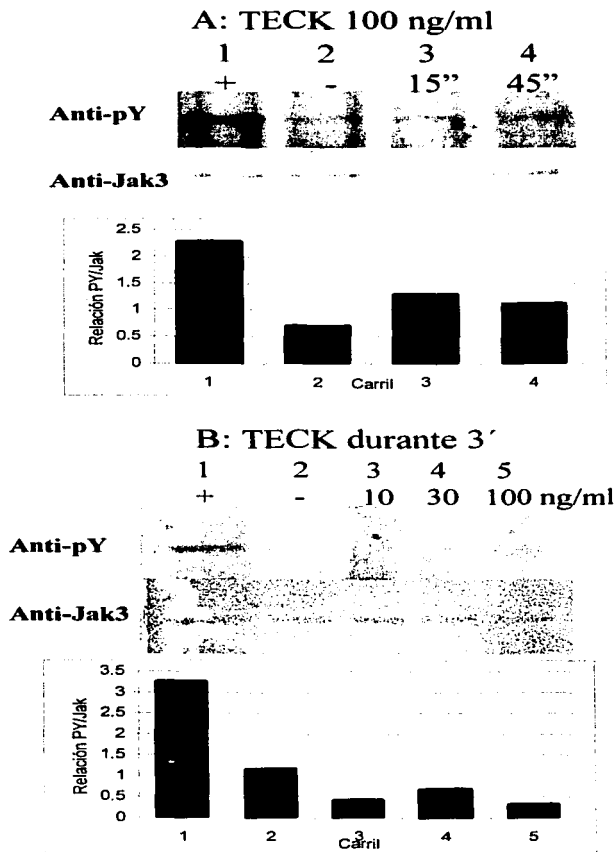 A: TECK 100 ng/ml
1 2 3 4
+ - 15” 45”
Anti-pY
Anti-Jak3
Relación PY/Jak
2.5
2
1.5
1
0.5
0
1 2 Carril 3 4
B: TECK durante 3´
1 2 3 4 5
+ - 10 30 100 ng/ml
Anti-pY
Anti-Jak3
Relación PY/Jak
3.5
3
2.5
2
1.5
1
0.5
0
1 2 3 4 5
Carril